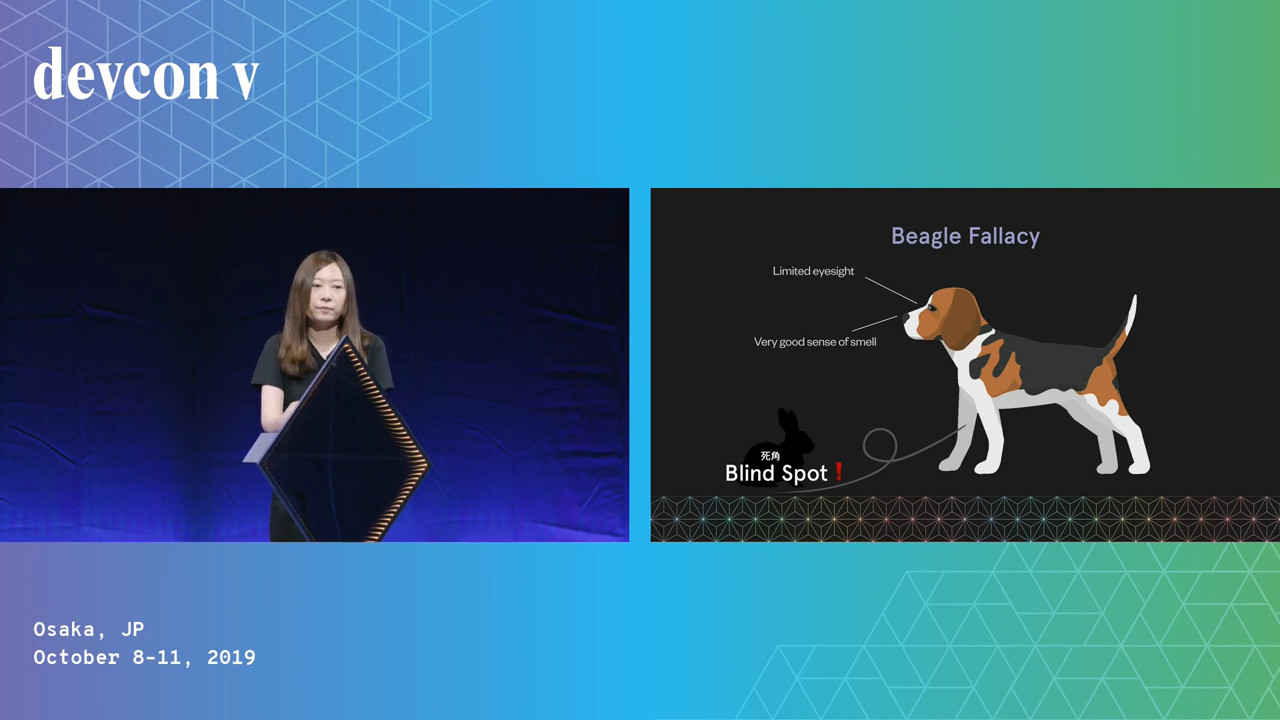 devcon v
Beagle Fallacy
Limited eyesight
Very good sense of smell
死角
Blind Spot❗
Osaka, JP
October 8-11, 2019